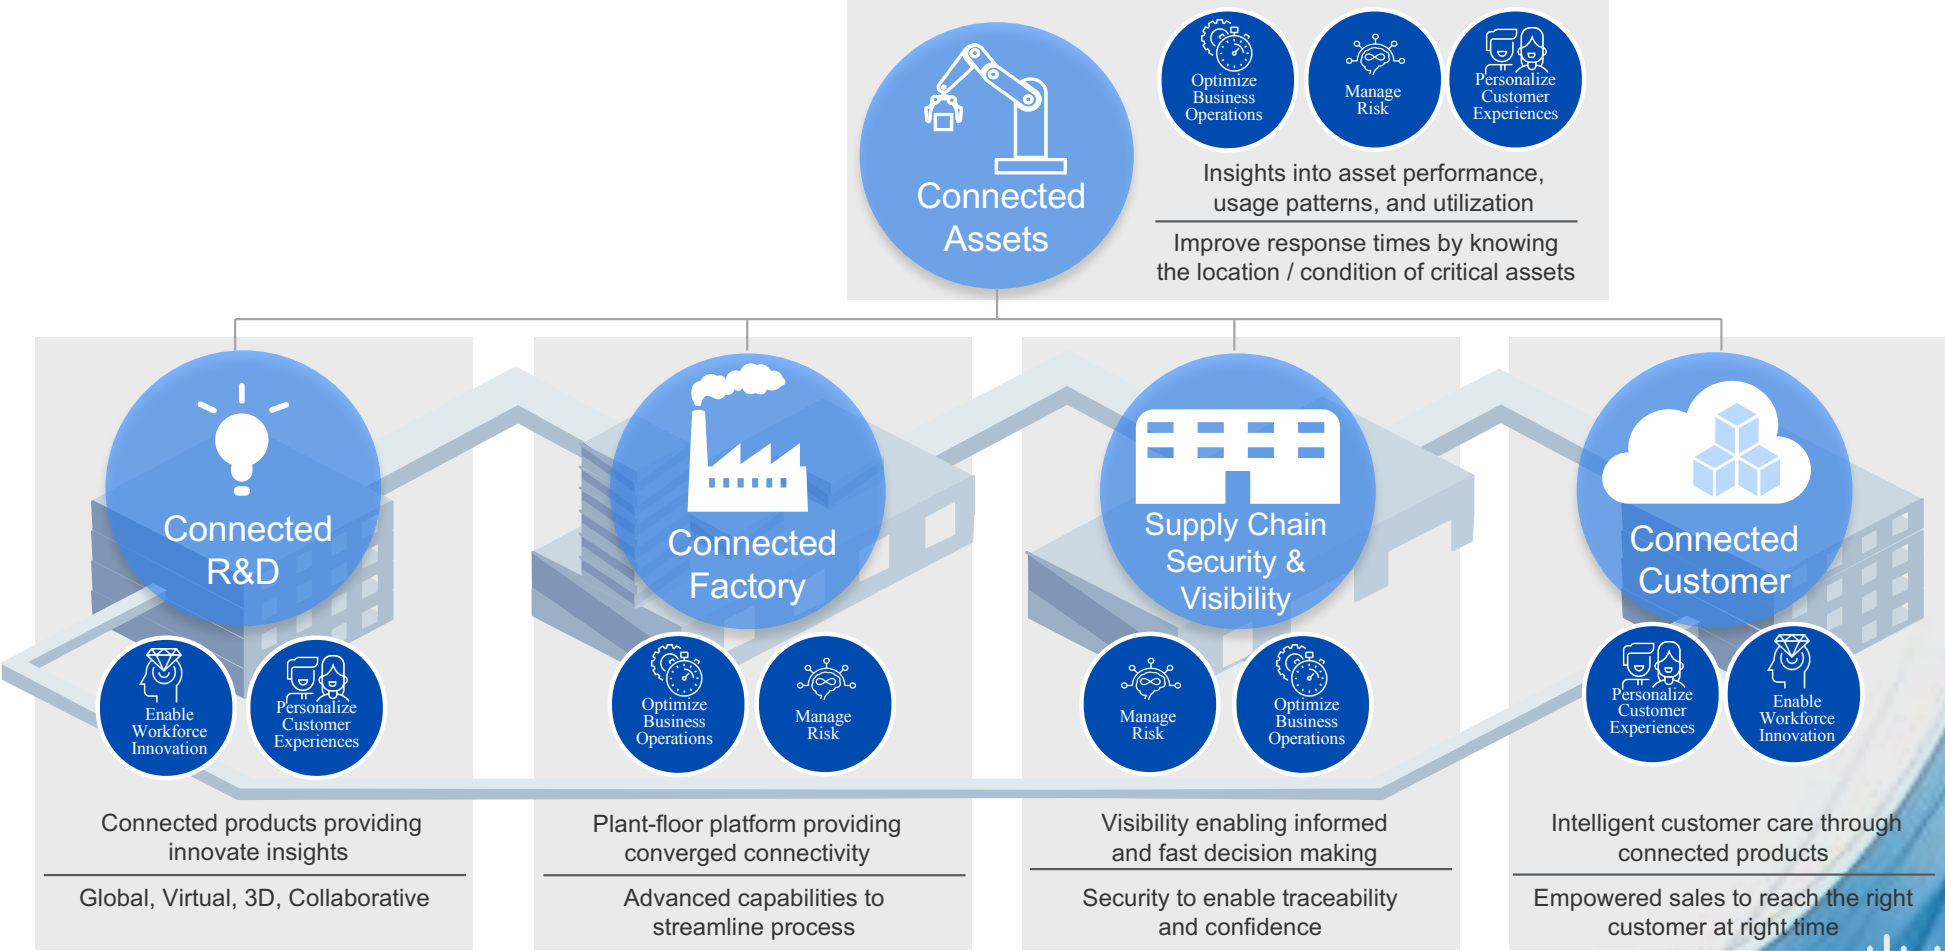 Connected
Assets
Optimize
Business
Operations
Manage
Risk
Personalize
Customer
Experiences
Insights into asset performance,
usage patterns, and utilization
Improve response times by knowing
the location / condition of critical assets
Connected
R&D
Enable
Workforce
Innovation
Personalize
Customer
Experiences
Connected products providing
innovate insights
Global, Virtual, 3D, Collaborative
Connected
Factory
Optimize
Business
Operations
Manage
Risk
Plant-floor platform providing
converged connectivity
Advanced capabilities to
streamline process
Supply Chain
Security &
Visibility
Manage
Risk
Optimize
Business
Operations
Visibility enabling informed
and fast decision making
Security to enable traceability
and confidence
Connected
Customer
Personalize
Customer
Experiences
Enable
Workforce
Innovation
Intelligent customer care through
connected products
Empowered sales to reach the right
customer at right time